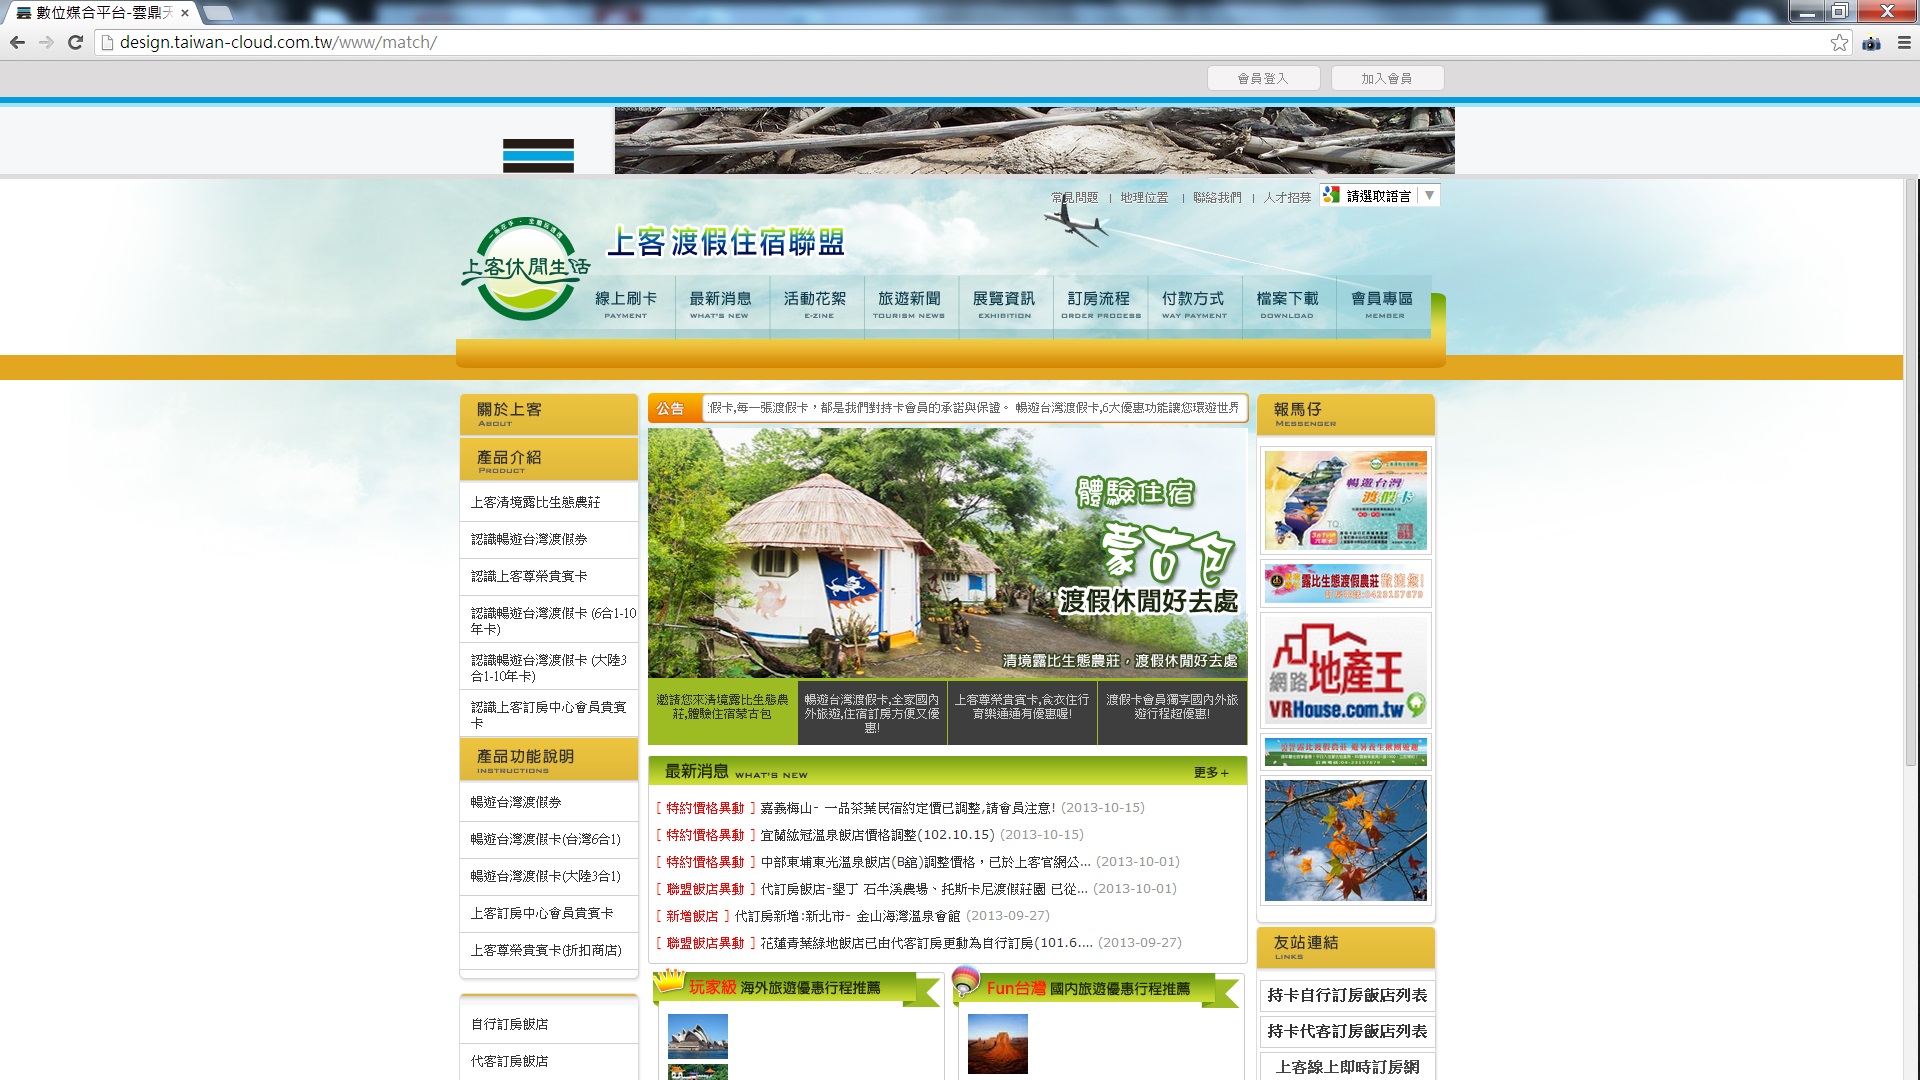 數位媒合平台-雲鼎天
design.taiwan-cloud.com.tw/www/match/
會員登入
加入會員
常見問題 | 地理位置 | 聯絡我們 | 人才招募
請選取語言 ▼
上客休閒生活
上客渡假住宿聯盟
線上刷卡
PAYMENT
最新消息
WHAT'S NEW
活動花絮
E-ZINE
旅遊新聞
TOURISM NEWS
展覽資訊
EXHIBITION
訂房流程
ORDER PROCESS
付款方式
WAY PAYMENT
檔案下載
DOWNLOAD
會員專區
MEMBER
關於上客
ABOUT
產品介紹
PRODUCT
上客清境露比生態農莊
認識暢遊台灣渡假券
認識上客尊榮貴賓卡
認識暢遊台灣渡假卡 (6合1-10
年卡)
認識暢遊台灣渡假卡 (大陸3
合1-10年卡)
認識上客訂房中心會員貴賓
卡
產品功能說明
INSTRUCTIONS
暢遊台灣渡假券
暢遊台灣渡假卡(台灣6合1)
暢遊台灣渡假卡(大陸3合1)
上客訂房中心會員貴賓卡
上客尊榮貴賓卡(折扣商店)
自行訂房飯店
代客訂房飯店
公告
假卡,每一張渡假卡，都是我們對持卡會員的承諾與保證。 暢遊台灣渡假卡,6大優惠功能讓您環遊世界
體驗住宿
蒙古包
渡假休閒好去處
清境露比生態農莊，渡假休閒好去處
邀請您來清境露比生態農
莊,體驗住宿蒙古包
暢遊台灣渡假卡,全家國內
外旅遊,住宿訂房方便又優
惠!
上客尊榮貴賓卡,食衣住行
育樂通通有優惠喔!
渡假卡會員獨享國內外旅
遊行程超優惠!
最新消息 WHAT'S NEW
更多+
[ 特約價格異動 ] 嘉義梅山- 一品茶葉民宿約定價已調整,請會員注意! (2013-10-15)
[ 特約價格異動 ] 宜蘭紘冠溫泉飯店價格調整(102.10.15) (2013-10-15)
[ 特約價格異動 ] 中部東埔東光溫泉飯店(B舘)調整價格，已於上客官網公... (2013-10-01)
[ 聯盟飯店異動 ] 代訂房飯店-墾丁 石牛溪農場、托斯卡尼渡假莊園 已從... (2013-10-01)
[ 新增飯店 ] 代訂房新增:新北市- 金山海灣溫泉會館 (2013-09-27)
[ 聯盟飯店異動 ] 花蓮青葉綠地飯店已由代客訂房更動為自行訂房(101.6.... (2013-09-27)
玩家級 海外旅遊優惠行程推薦
Fun台灣 國內旅遊優惠行程推薦
報馬仔
MESSENGER
上客渡假住宿聯盟
暢遊台灣
渡假卡
露比生態渡假農莊 歡迎您!
網路地產王
VRHouse.com.tw
友站連結
LINKS
持卡自行訂房飯店列表
持卡代客訂房飯店列表
上客線上即時訂房網